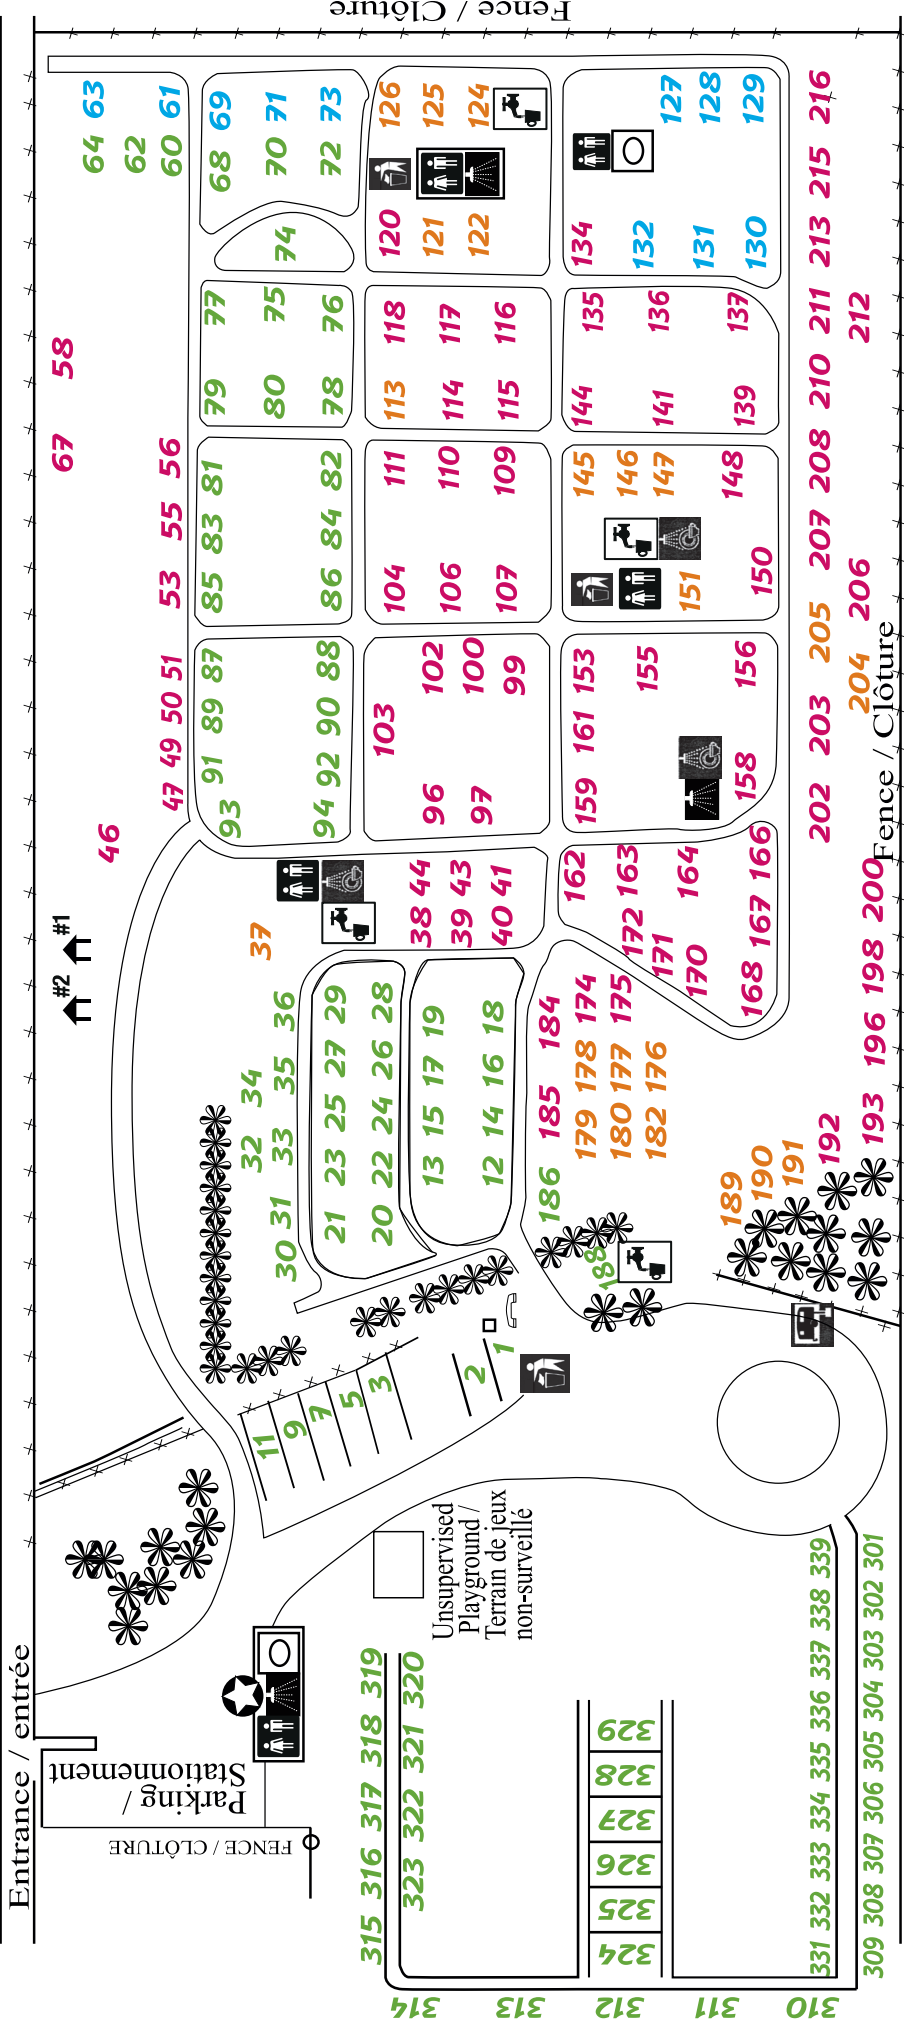 Fence / Clôture
63 61 69 71 73 126 125 124 127 128 129 216
64 62 60 68 70 72 215
74 120 121 122 134 132 131 130 213
77 75 76 118 117 116 135 136 137 211 212
58
79 80 78 113 114 115 144 141 139 210
67 56 81 82 111 110 109 145 146 147 148 208
55 83 84 207
53 85 86 104 106 107 151 150 206
205
51 87 88 102 100 99 153 155 156 204
50 89 90 103 161 203
49 91 92
47 93 94 96 97 159 158 202
Fence / Clôture
46
44 43 41 162 163 164 166 200
38 39 40 172 167
#1
37
171 170 168 198
#2
36 29 28 19 18 184 174 175 196
34 35 27 26 17 16 178 177 176
32 33 25 24 15 14 185 179 180 182 193
23 22 13 12 192
30 31 21 20 186 189 190 191
188
1
2
3
5
7
9
11
Unsupervised
Playground /
Terrain de jeux
non-surveillé
Entrance / entrée
Parking /
Stationnement
FENCE / CLÔTURE
319 320 339 301
338 302
318 321 337 303
329 336 304
317 322 328 335 305
327 334 306
316 323 326 333 307
325 332 308
315 324 331 309
314 313 312 311 310